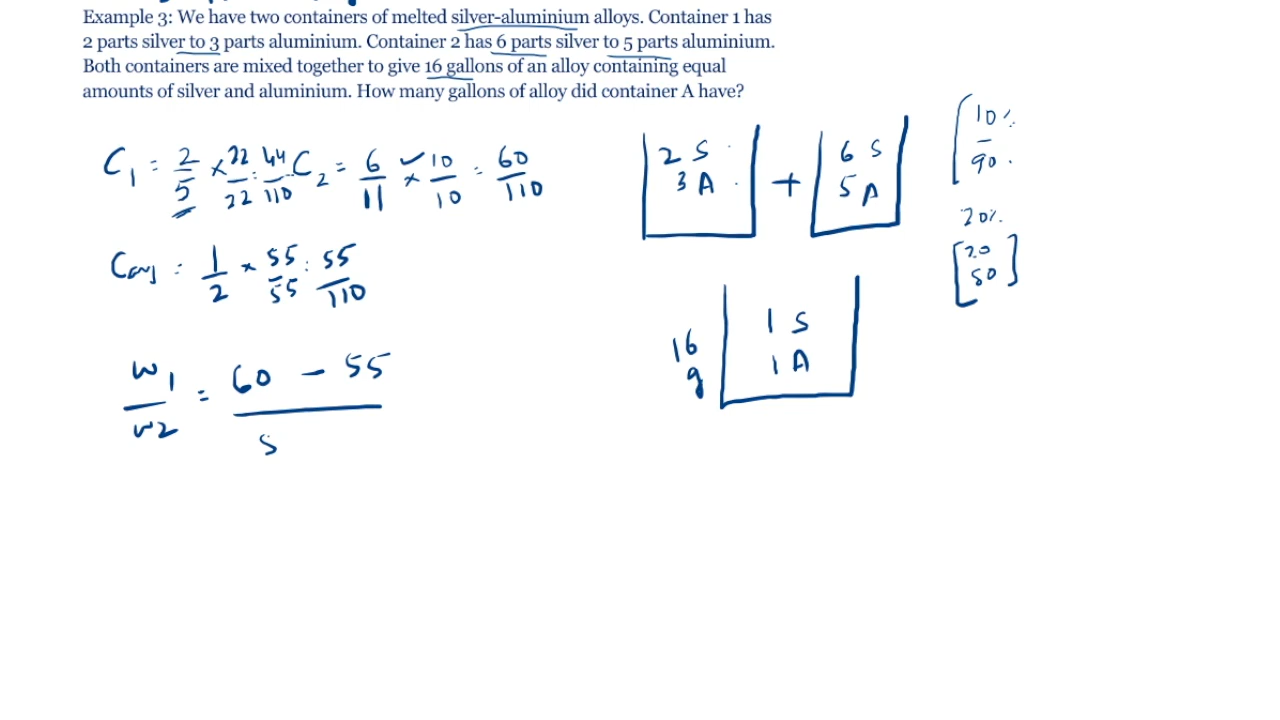 Example 3: We have two containers of melted silver-aluminium alloys. Container 1 has
2 parts silver to 3 parts aluminium. Container 2 has 6 parts silver to 5 parts aluminium.
Both containers are mixed together to give 16 gallons of an alloy containing equal
amounts of silver and aluminium. How many gallons of alloy did container A have?
C1 = 2/5 × 22/22 : 44/110 C2 = 6/11 × 10/10 = 60/110
Cavg = 1/2 × 55/55 : 55/110
w1/w2 = 60 - 55
5
2 S
3 A
+
6 S
5 A
16
g
1 S
1 A
10%
90.
20%.
20
50